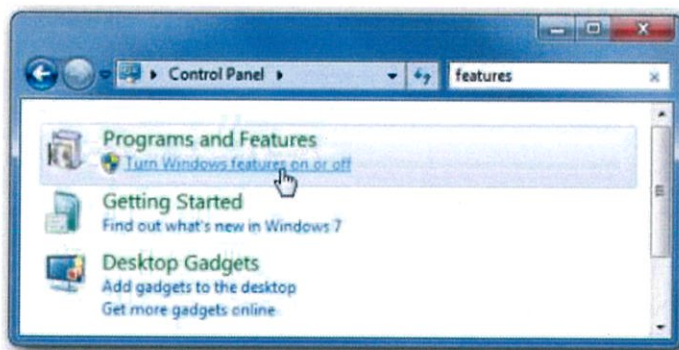 Control Panel
features
Programs and Features
Turn Windows features on or off
Getting Started
Find out what's new in Windows 7
Desktop Gadgets
Add gadgets to the desktop
Get more gadgets online